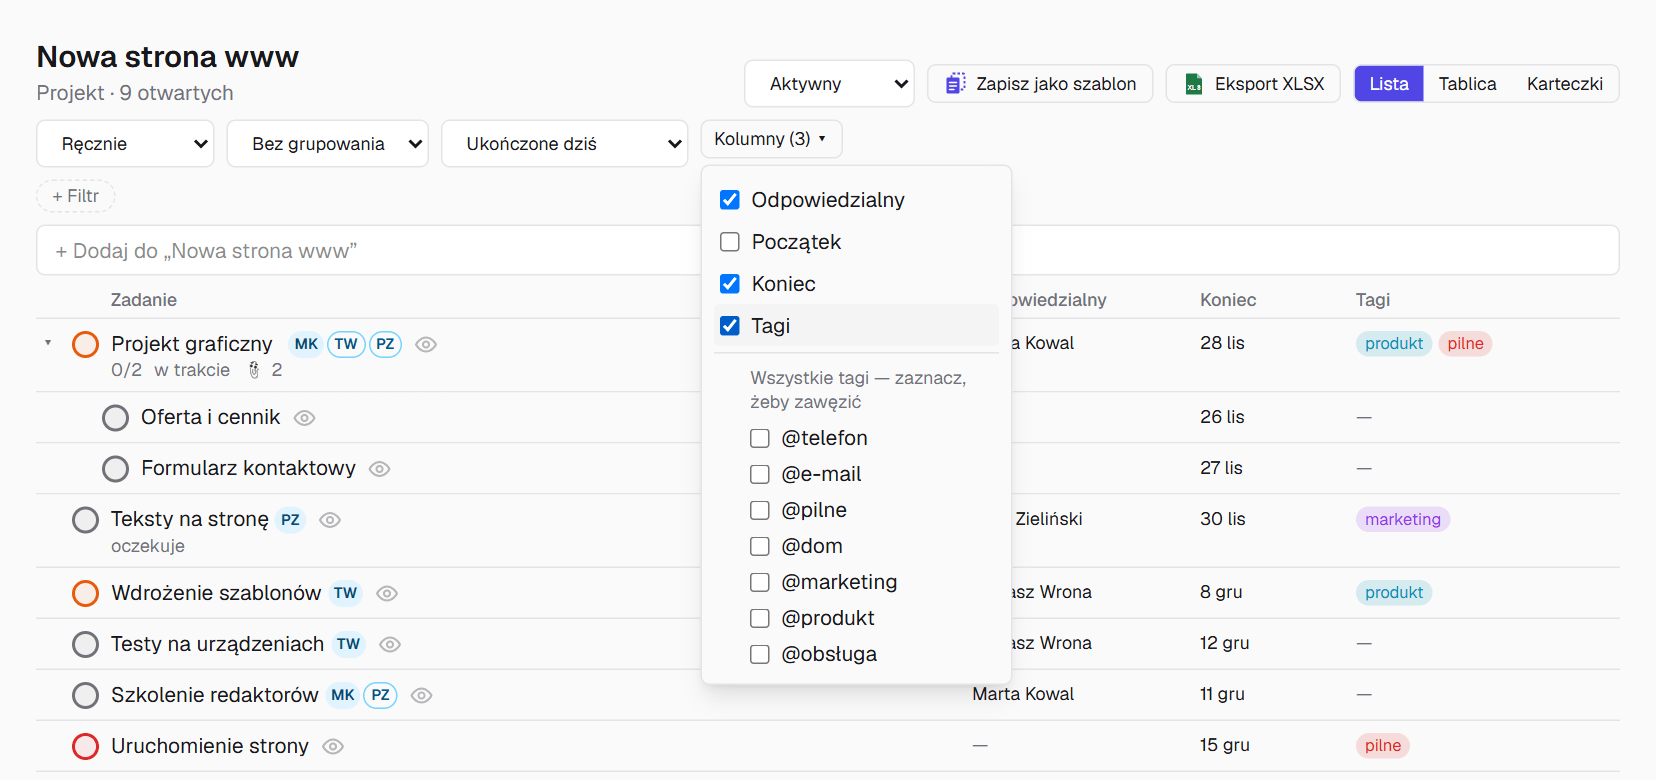 Nowa strona www
Projekt · 9 otwartych
Aktywny
Zapisz jako szablon
Eksport XLSX
Lista
Tablica
Karteczki
Ręcznie
Bez grupowania
Ukończone dziś
Kolumny (3)
+ Filtr
+ Dodaj do „Nowa strona www”
Odpowiedzialny
Początek
Koniec
Tagi
Wszystkie tagi — zaznacz,
żeby zawęzić
@telefon
@e-mail
@pilne
@dom
@marketing
@produkt
@obsługa
Zadanie
Koniec
Tagi
Projekt graficzny MK TW PZ
0/2 w trakcie 2
Kowal
28 lis
produkt pilne
Oferta i cennik
26 lis
—
Formularz kontaktowy
27 lis
—
Teksty na stronę PZ
oczekuje
Zieliński
30 lis
marketing
Wdrożenie szablonów TW
Wrona
8 gru
produkt
Testy na urządzeniach TW
Wrona
12 gru
—
Szkolenie redaktorów MK PZ
Marta Kowal
11 gru
—
Uruchomienie strony
—
15 gru
pilne